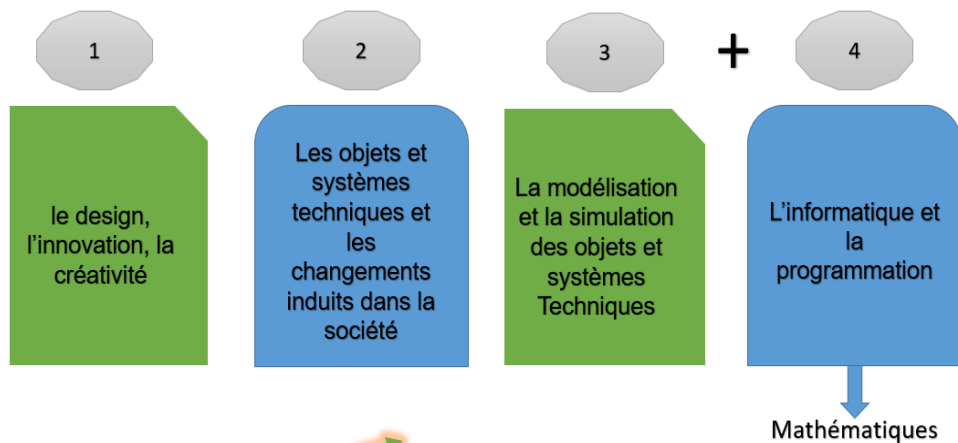 1
2
3
+
4
le design,
l'innovation, la
créativité
Les objets et
systèmes
techniques et
les
changements
induits dans la
société
La modélisation
et la simulation
des objets et
systèmes
Techniques
L'informatique et
la
programmation
Mathématiques